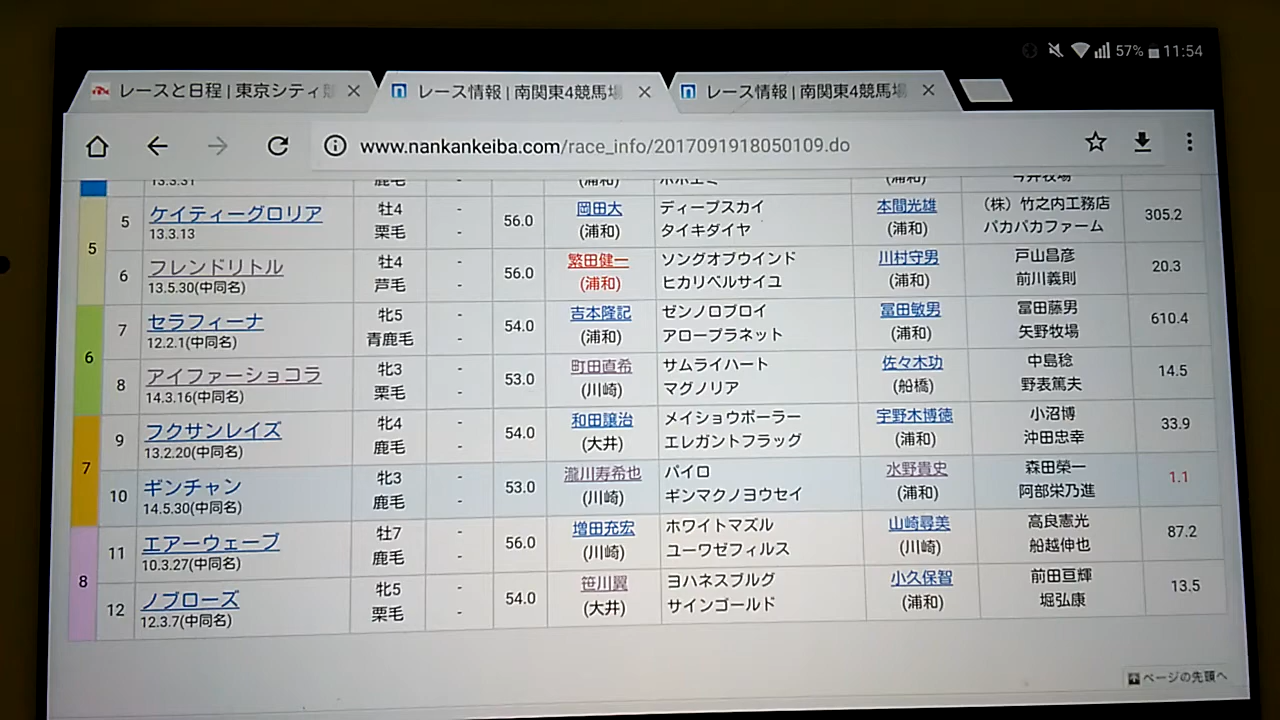 57% 11:54
レースと日程 | 東京シティ競 × レース情報 | 南関東4競馬場 × レース情報 | 南関東4競馬場 ×
www.nankankeiba.com/race_info/2017091918050109.do
13.3.31 鹿毛 (浦和) (浦和) 今井牧場
5 ケイティーグロリア 牡4 - 56.0 岡田大 ディープスカイ 本間光雄 (株)竹之内工務店 305.2
5 13.3.13 栗毛 - (浦和) タイキダイヤ (浦和) バカバカファーム
6 フレンドリトル 牡4 - 56.0 繁田健一 ソングオブウインド 川村守男 戸山昌彦 20.3
13.5.30(中同名) 芦毛 - (浦和) ヒカリベルサイユ (浦和) 前川義則
7 セラフィーナ 牝5 - 54.0 吉本隆記 ゼンノロブロイ 冨田敏男 冨田藤男 610.4
6 12.2.1(中同名) 青鹿毛 - (浦和) アロープラネット (浦和) 矢野牧場
8 アイファーショコラ 牝3 - 53.0 町田直希 サムライハート 佐々木功 中島稔 14.5
14.3.16(中同名) 栗毛 - (川崎) マグノリア (船橋) 野表篤夫
9 フクサンレイズ 牝4 - 54.0 和田譲治 メイショウボーラー 宇野木博徳 小沼博 33.9
7 13.2.20(中同名) 鹿毛 - (大井) エレガントフラッグ (浦和) 沖田忠幸
10 ギンチャン 牝3 - 53.0 瀧川寿希也 パイロ 水野貴史 森田榮一 1.1
14.5.30(中同名) 鹿毛 - (川崎) ギンマクノヨウセイ (浦和) 阿部栄乃進
11 エアーウェーブ 牡7 - 56.0 増田充宏 ホワイトマズル 山崎尋美 高良憲光 87.2
8 10.3.27(中同名) 鹿毛 - (川崎) ユーワゼフィルス (川崎) 船越伸也
12 ノブローズ 牝5 - 54.0 笹川翼 ヨハネスブルグ 小久保智 前田亘輝 13.5
12.3.7(中同名) 栗毛 - (大井) サインゴールド (浦和) 堀弘康
ページの先頭へ